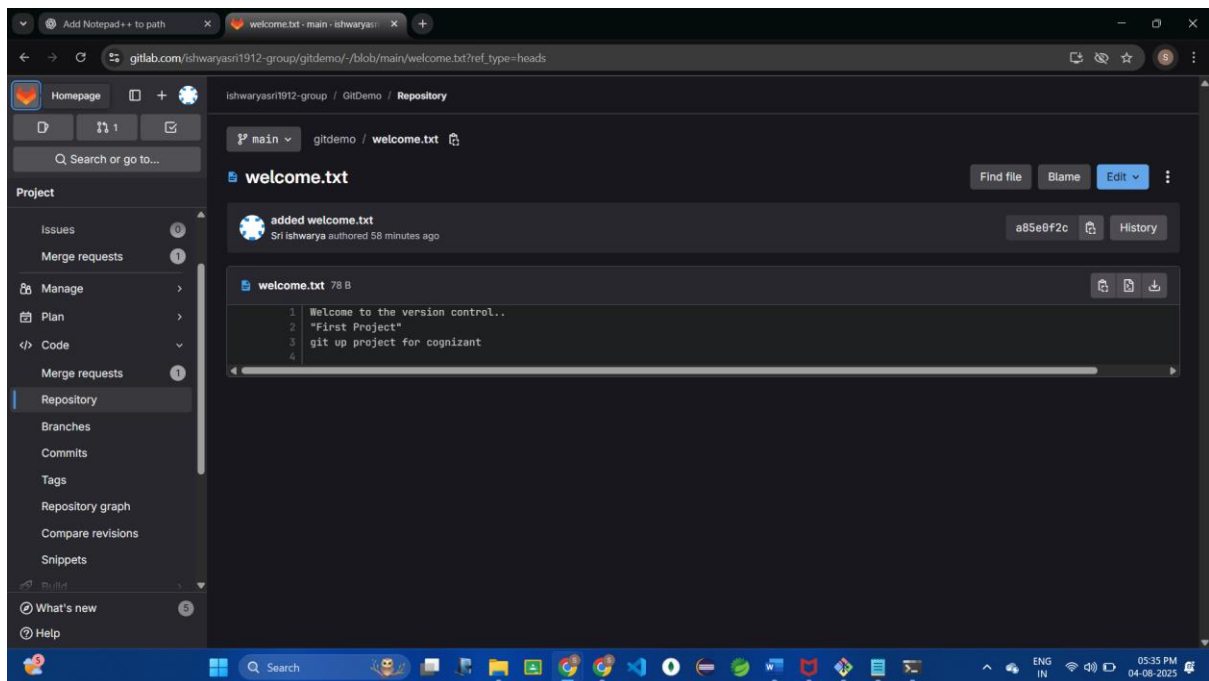 Add Notepad++ to path
welcome.txt · main · ishwaryasri
gitlab.com/ishwaryasri1912-group/gitdemo/-/blob/main/welcome.txt?ref_type=heads
S
Homepage
1
Search or go to...
Project
Issues 0
Merge requests 1
Manage
Plan
Code
Merge requests 1
Repository
Branches
Commits
Tags
Repository graph
Compare revisions
Snippets
Build
What's new 5
Help
ishwaryasri1912-group / GitDemo / Repository
main gitdemo / welcome.txt
welcome.txt
Find file Blame Edit
added welcome.txt
Sri ishwarya authored 58 minutes ago
a85e0f2c History
welcome.txt 78 B
1 Welcome to the version control..
2 "First Project"
3 git up project for cognizant
4
Search
ENG
IN
05:35 PM
04-08-2025